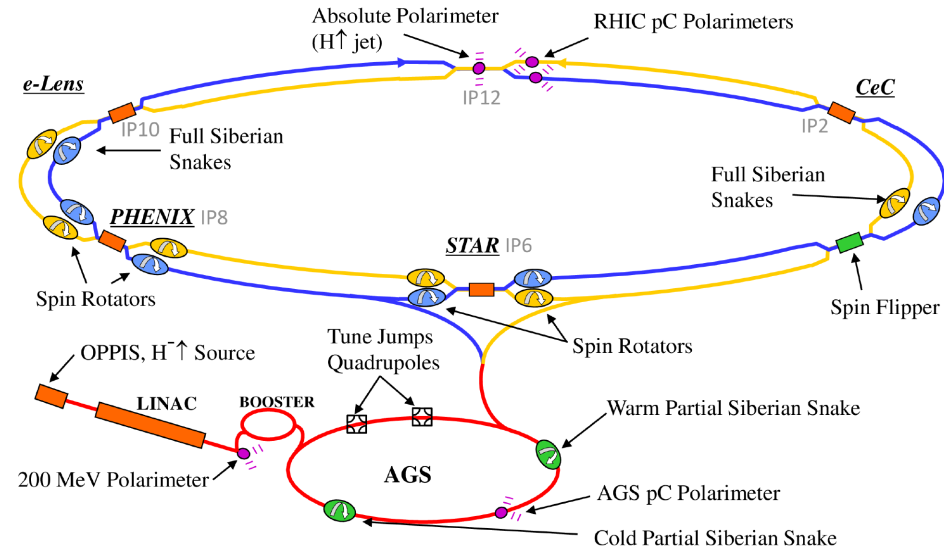 Absolute Polarimeter
(H↑ jet)
RHIC pC Polarimeters
e-Lens
IP12
CeC
IP10
IP2
Full Siberian
Snakes
Full Siberian
Snakes
PHENIX IP8
STAR IP6
Spin Rotators
Spin Flipper
Spin Rotators
Tune Jumps
Quadrupoles
OPPIS, H⁻↑ Source
LINAC
BOOSTER
Warm Partial Siberian Snake
200 MeV Polarimeter
AGS
AGS pC Polarimeter
Cold Partial Siberian Snake